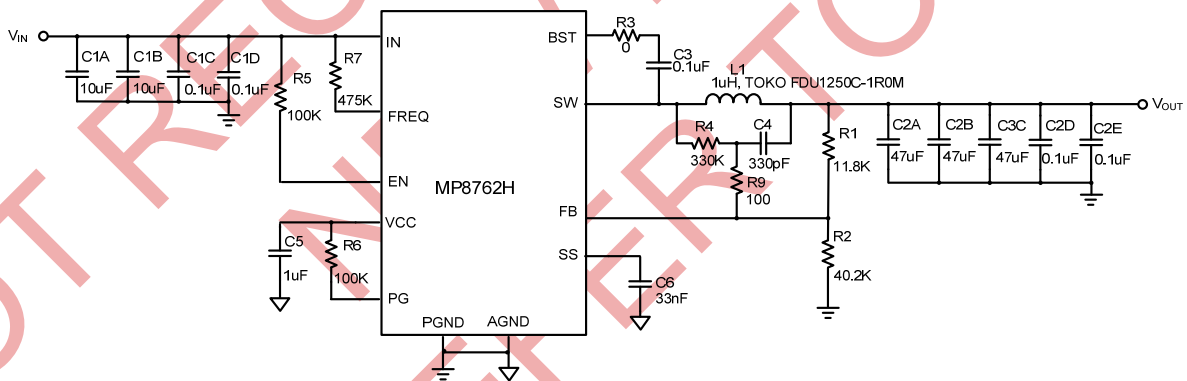 VIN
C1A
10uF
C1B
10uF
C1C
0.1uF
C1D
0.1uF
R5
100K
R7
475K
IN
FREQ
EN
VCC
PG
PGND
AGND
MP8762H
BST
SW
FB
SS
R3
0
C3
0.1uF
L1
1uH, TOKO FDU1250C-1R0M
R4
330K
C4
330pF
R9
100
R1
11.8K
R2
40.2K
C2A
47uF
C2B
47uF
C3C
47uF
C2D
0.1uF
C2E
0.1uF
VOUT
C5
1uF
R6
100K
C6
33nF